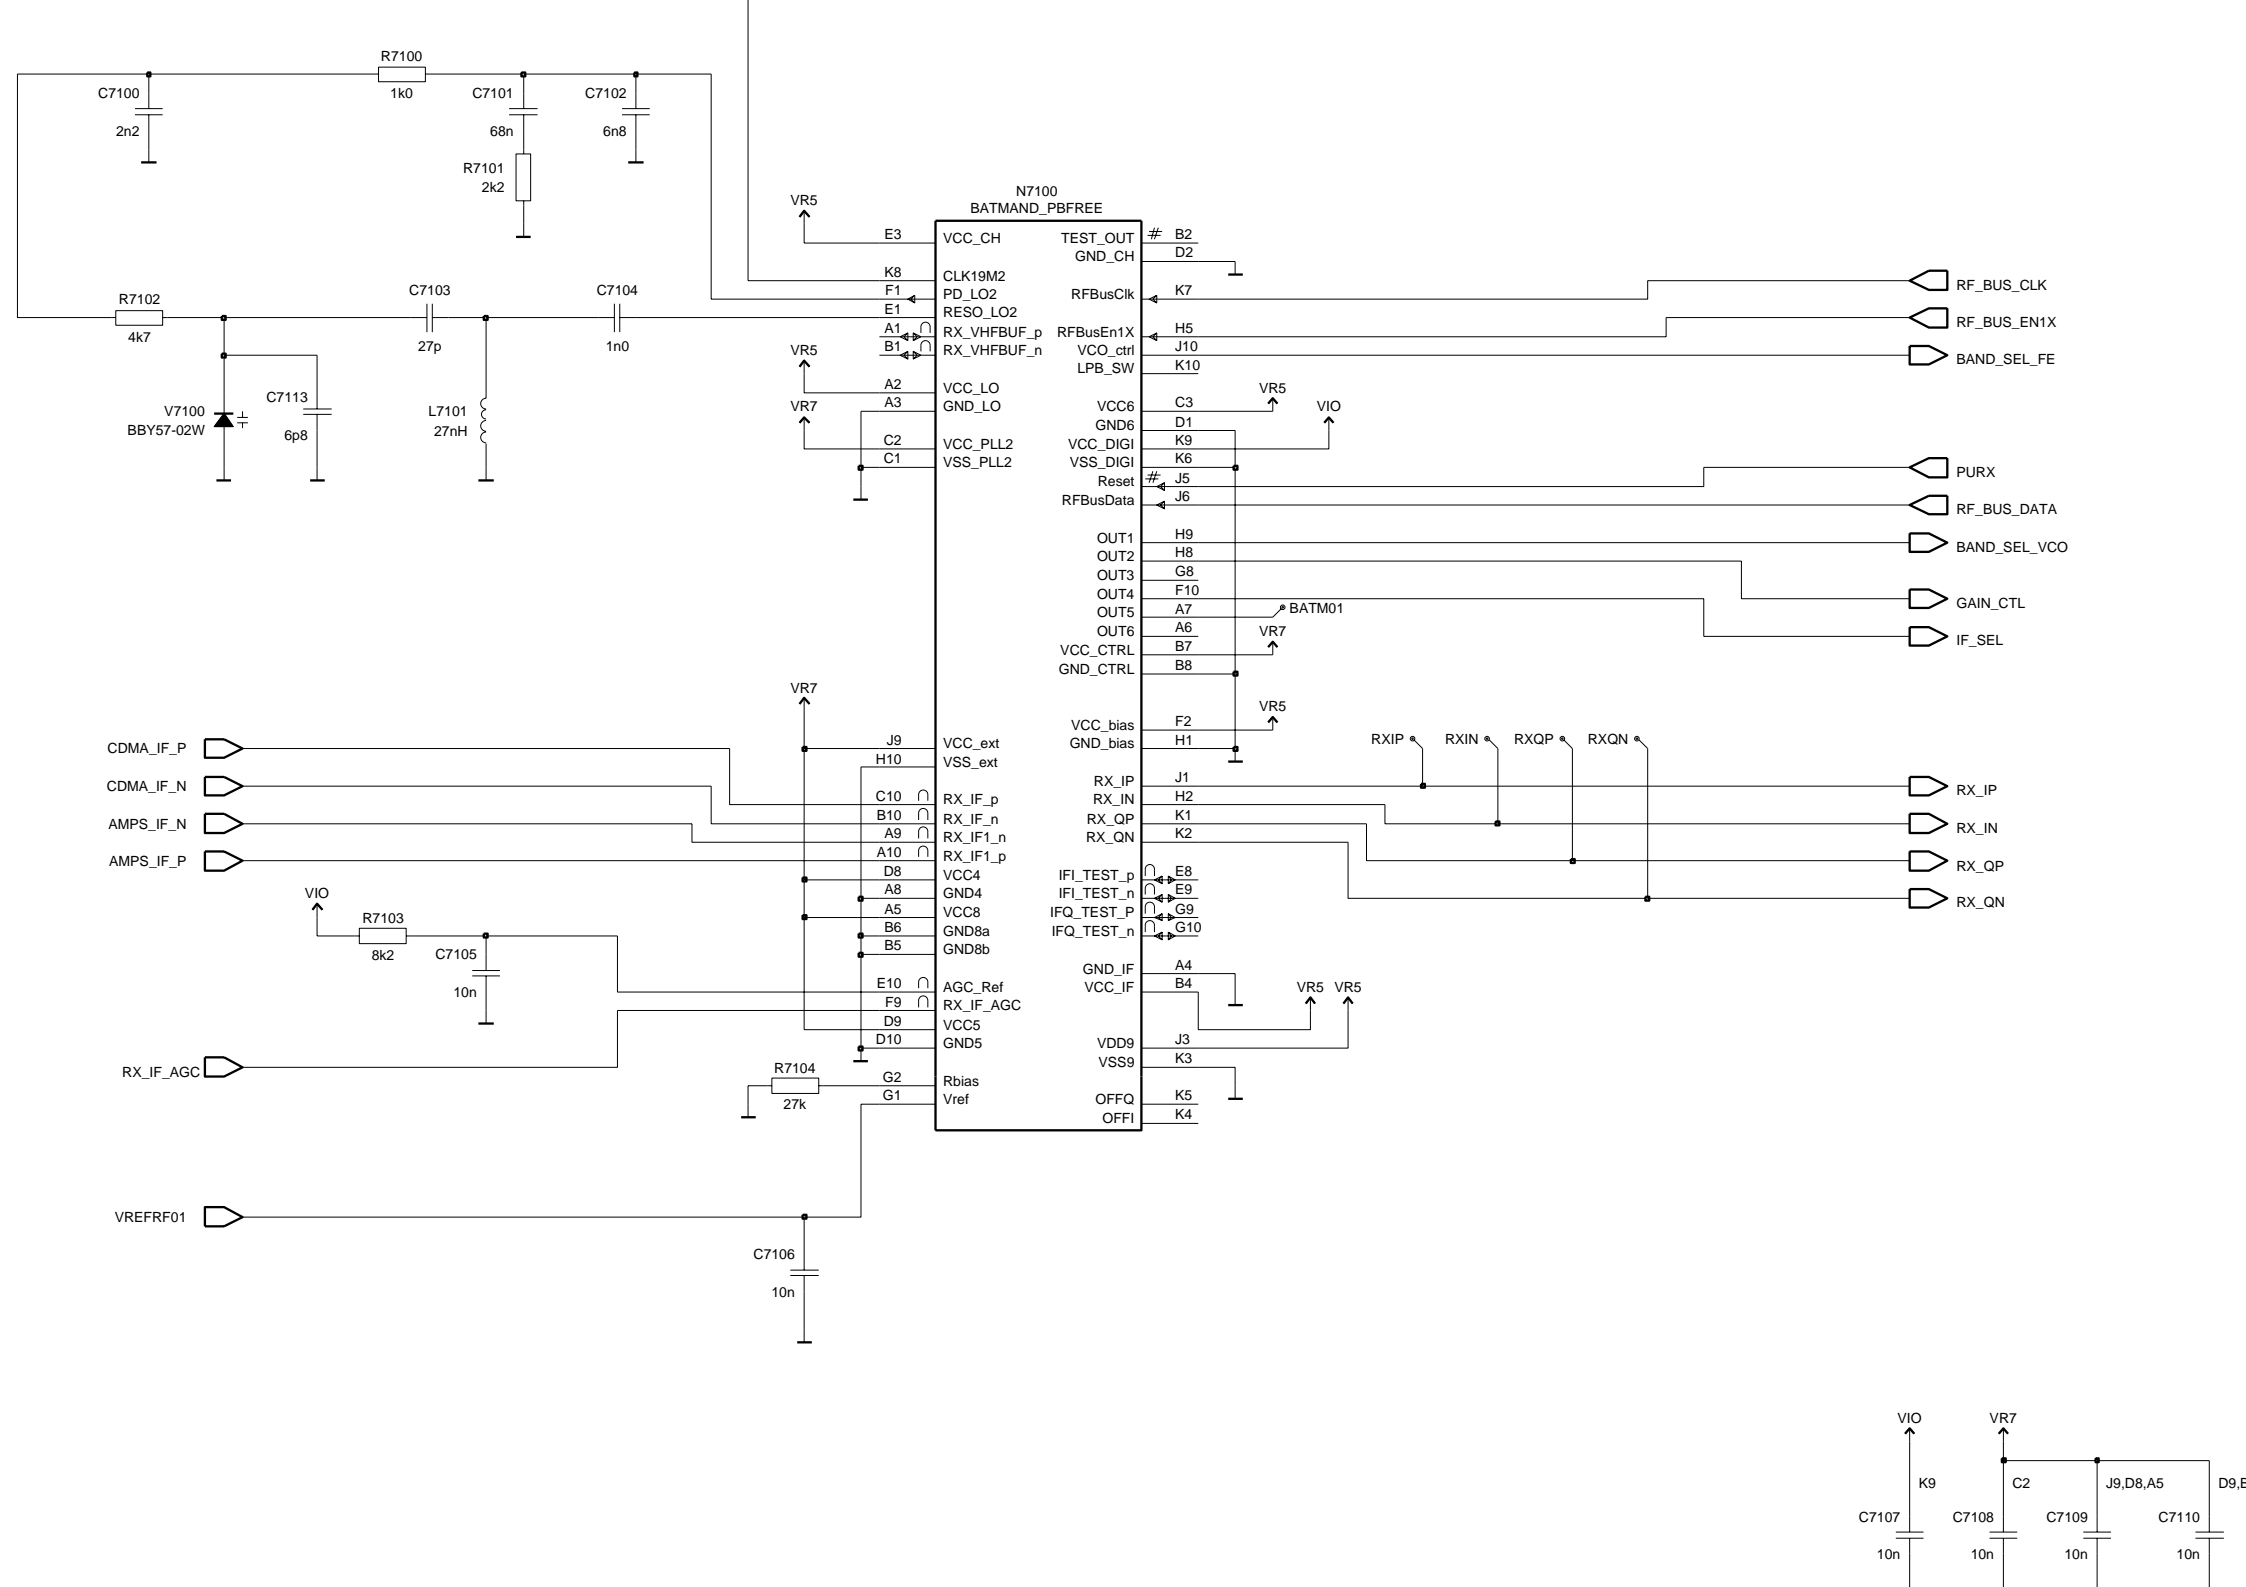 R7100
1k0
C7100
2n2
C7101
68n
C7102
6n8
R7101
2k2
R7102
4k7
C7103
27p
C7104
1n0
V7100
BBY57-02W
C7113
6p8
L7101
27nH
N7100
BATMAND_PBFREE
VR5
E3 VCC_CH
K8 CLK19M2
F1 PD_LO2
E1 RESO_LO2
A1 RX_VHFBUF_p
B1 RX_VHFBUF_n
VR5
A2 VCC_LO
A3 GND_LO
VR7
C2 VCC_PLL2
C1 VSS_PLL2
VR7
J9 VCC_ext
H10 VSS_ext
CDMA_IF_P
CDMA_IF_N
AMPS_IF_N
AMPS_IF_P
C10 RX_IF_p
B10 RX_IF_n
A9 RX_IF1_n
A10 RX_IF1_p
D8 VCC4
A8 GND4
A5 VCC8
B6 GND8a
B5 GND8b
VIO
R7103
8k2
C7105
10n
E10 AGC_Ref
F9 RX_IF_AGC
D9 VCC5
D10 GND5
RX_IF_AGC
R7104
27k
G2 Rbias
G1 Vref
VREFRF01
C7106
10n
TEST_OUT # B2
GND_CH D2
RFBusClk K7
RF_BUS_CLK
RFBusEn1X H5
RF_BUS_EN1X
VCO_ctrl J10
BAND_SEL_FE
LPB_SW K10
VR5
VCC6 C3
VIO
GND6 D1
VCC_DIGI K9
VSS_DIGI K6
Reset # J5
PURX
RFBusData J6
RF_BUS_DATA
OUT1 H9
BAND_SEL_VCO
OUT2 H8
OUT3 G8
OUT4 F10
GAIN_CTL
OUT5 A7 BATM01
OUT6 A6
VR7
IF_SEL
VCC_CTRL B7
GND_CTRL B8
VR5
VCC_bias F2
GND_bias H1
RXIP RXIN RXQP RXQN
RX_IP J1
RX_IP
RX_IN H2
RX_IN
RX_QP K1
RX_QP
RX_QN K2
RX_QN
IFI_TEST_p E8
IFI_TEST_n E9
IFQ_TEST_P G9
IFQ_TEST_n G10
GND_IF A4
VCC_IF B4
VR5 VR5
VDD9 J3
VSS9 K3
OFFQ K5
OFFI K4
VIO VR7
K9 C2 J9,D8,A5
C7107 C7108 C7109 C7110
10n 10n 10n 10n